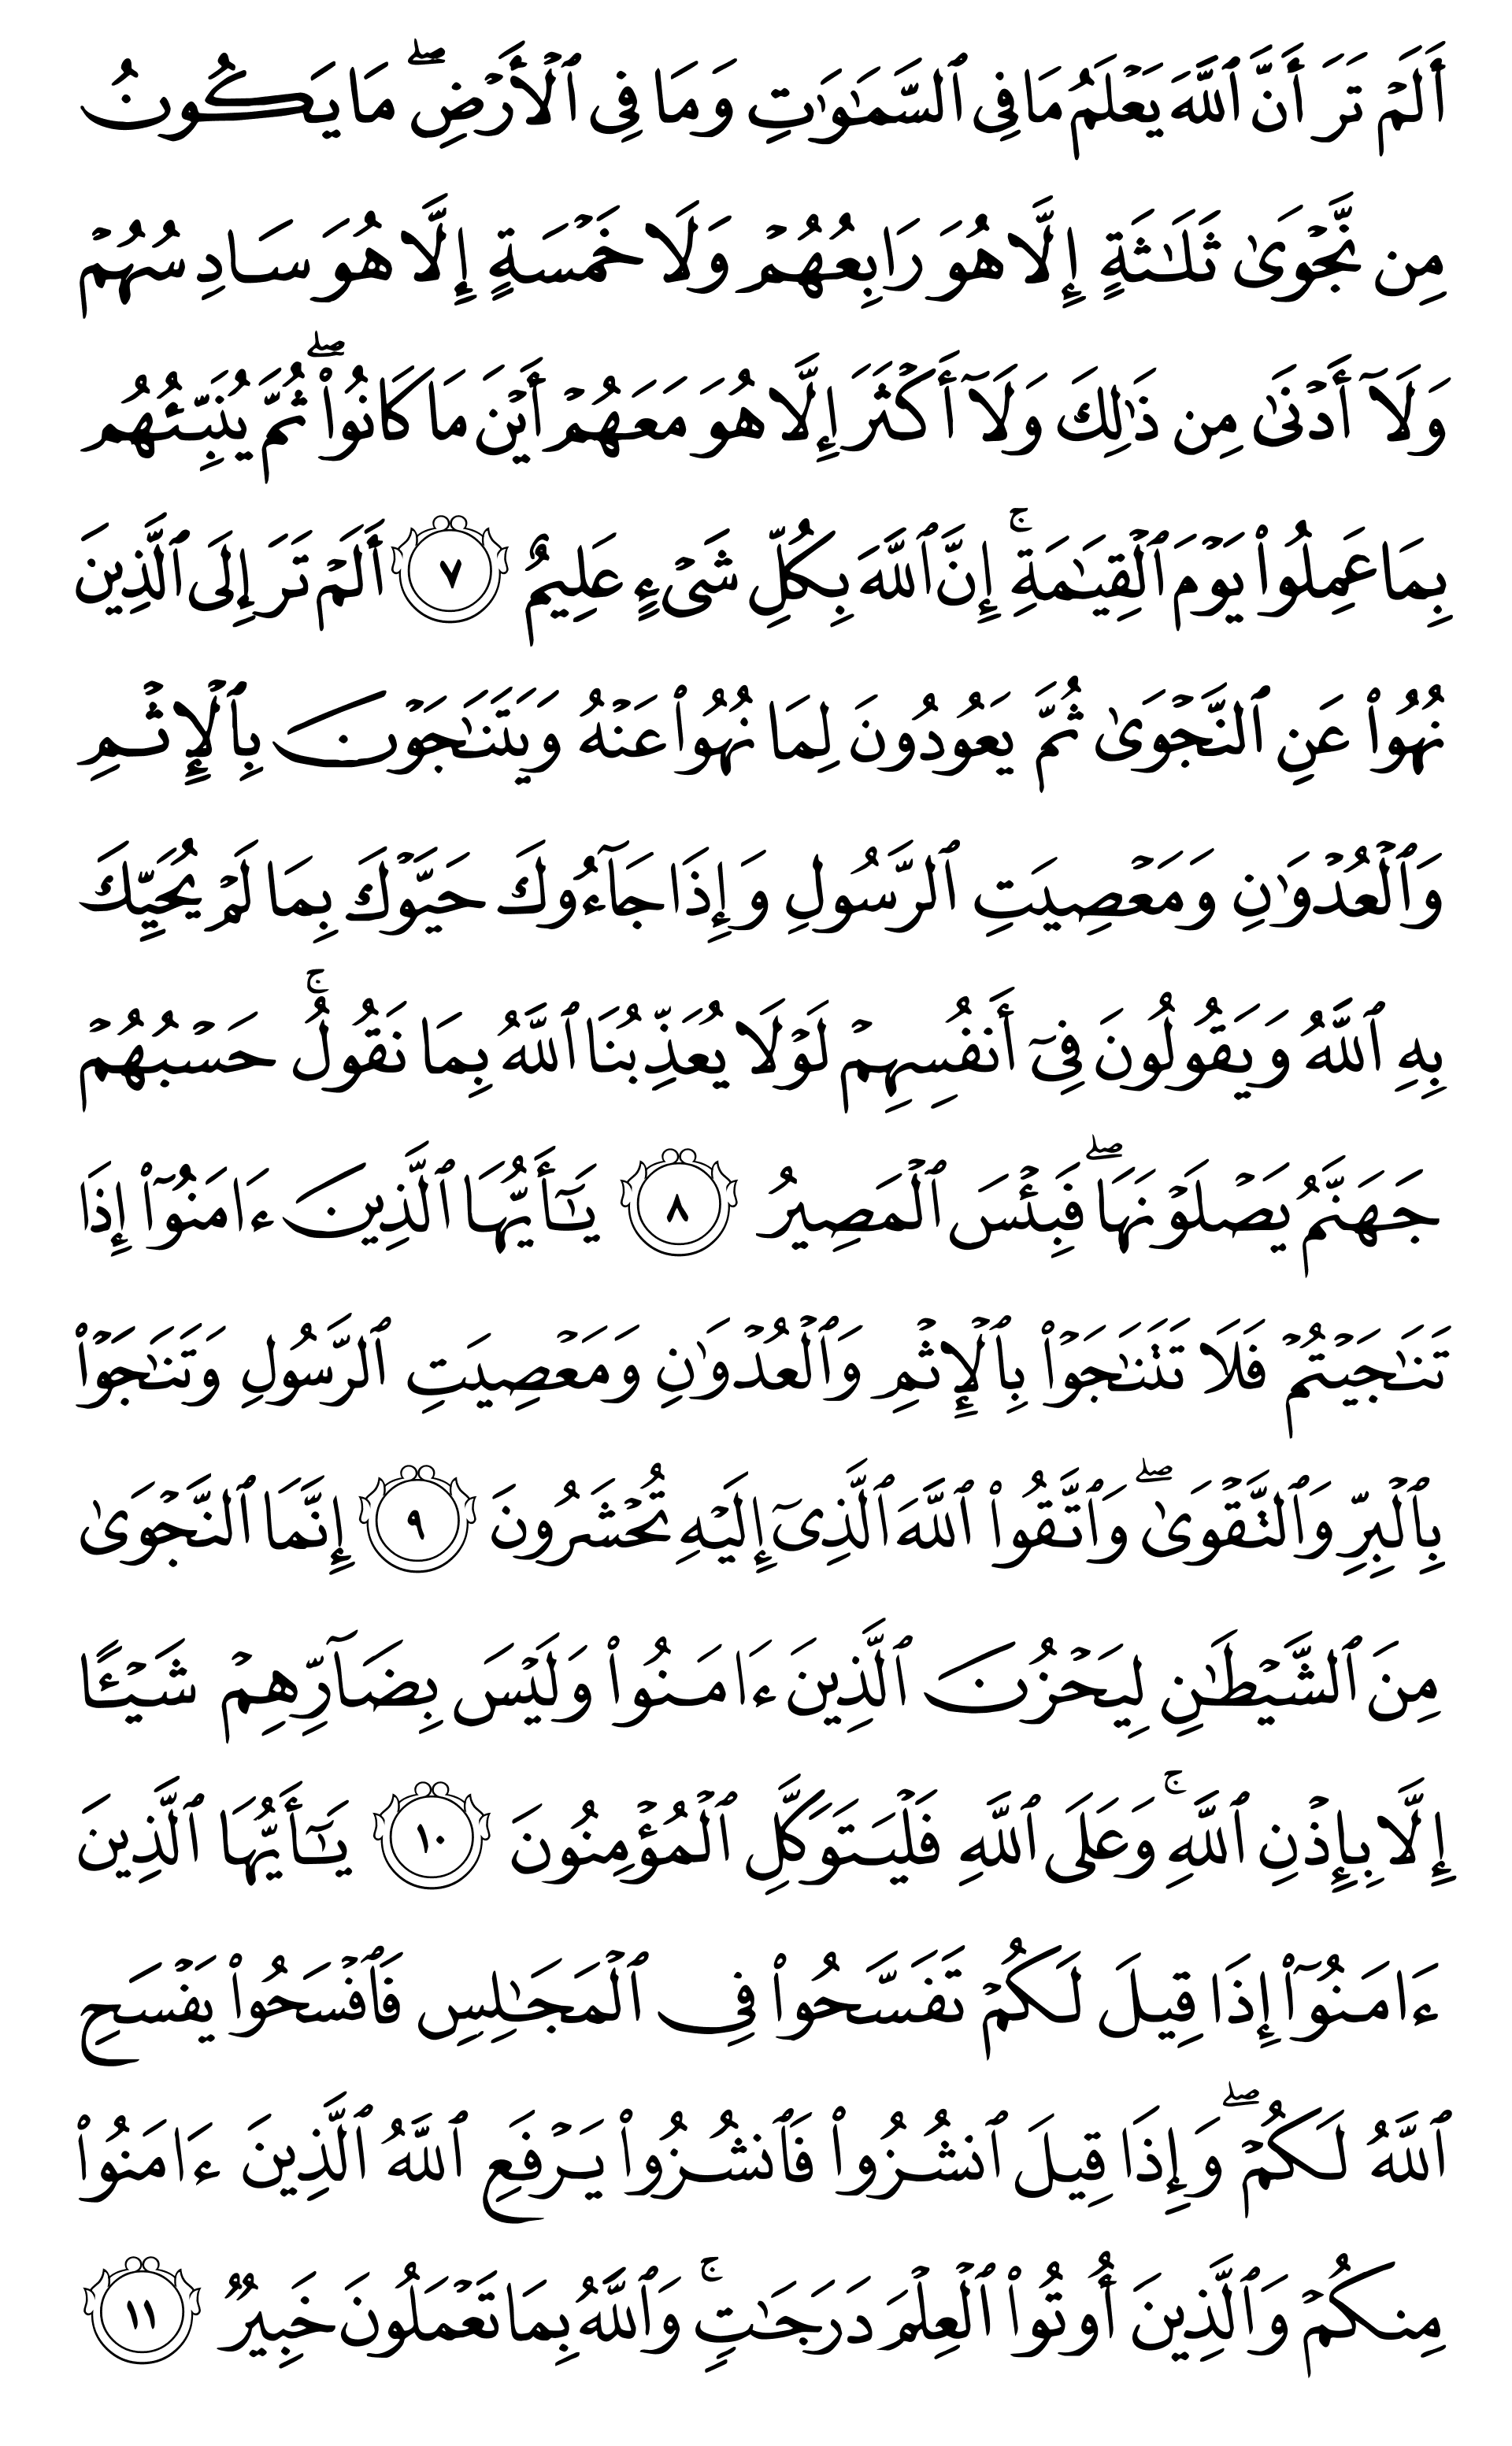 أَلَمْ تَرَ أَنَّ ٱللَّهَ يَعْلَمُ مَا فِى ٱلسَّمَـٰوَٰتِ وَمَا فِى ٱلْأَرْضِ ۖ مَا يَكُونُ
مِن نَّجْوَىٰ ثَلَـٰثَةٍ إِلَّا هُوَ رَابِعُهُمْ وَلَا خَمْسَةٍ إِلَّا هُوَ سَادِسُهُمْ
وَلَآ أَدْنَىٰ مِن ذَٰلِكَ وَلَآ أَكْثَرَ إِلَّا هُوَ مَعَهُمْ أَيْنَ مَا كَانُوا۟ ۖ ثُمَّ يُنَبِّئُهُم
بِمَا عَمِلُوا۟ يَوْمَ ٱلْقِيَـٰمَةِ ۚ إِنَّ ٱللَّهَ بِكُلِّ شَىْءٍ عَلِيمٌ ٧ أَلَمْ تَرَ إِلَى ٱلَّذِينَ
نُهُوا۟ عَنِ ٱلنَّجْوَىٰ ثُمَّ يَعُودُونَ لِمَا نُهُوا۟ عَنْهُ وَيَتَنَـٰجَوْنَ بِٱلْإِثْمِ
وَٱلْعُدْوَٰنِ وَمَعْصِيَتِ ٱلرَّسُولِ وَإِذَا جَآءُوكَ حَيَّوْكَ بِمَا لَمْ يُحَيِّكَ
بِهِ ٱللَّهُ وَيَقُولُونَ فِىٓ أَنفُسِهِمْ لَوْلَا يُعَذِّبُنَا ٱللَّهُ بِمَا نَقُولُ ۚ حَسْبُهُمْ
جَهَنَّمُ يَصْلَوْنَهَا ۖ فَبِئْسَ ٱلْمَصِيرُ ٨ يَـٰٓأَيُّهَا ٱلَّذِينَ ءَامَنُوٓا۟ إِذَا
تَنَـٰجَيْتُمْ فَلَا تَتَنَـٰجَوْا۟ بِٱلْإِثْمِ وَٱلْعُدْوَٰنِ وَمَعْصِيَتِ ٱلرَّسُولِ وَتَنَـٰجَوْا۟
بِٱلْبِرِّ وَٱلتَّقْوَىٰ ۖ وَٱتَّقُوا۟ ٱللَّهَ ٱلَّذِىٓ إِلَيْهِ تُحْشَرُونَ ٩ إِنَّمَا ٱلنَّجْوَىٰ
مِنَ ٱلشَّيْطَـٰنِ لِيَحْزُنَ ٱلَّذِينَ ءَامَنُوا۟ وَلَيْسَ بِضَآرِّهِمْ شَيْـًٔا
إِلَّا بِإِذْنِ ٱللَّهِ ۚ وَعَلَى ٱللَّهِ فَلْيَتَوَكَّلِ ٱلْمُؤْمِنُونَ ١٠ يَـٰٓأَيُّهَا ٱلَّذِينَ
ءَامَنُوٓا۟ إِذَا قِيلَ لَكُمْ تَفَسَّحُوا۟ فِى ٱلْمَجَـٰلِسِ فَٱفْسَحُوا۟ يَفْسَحِ
ٱللَّهُ لَكُمْ ۖ وَإِذَا قِيلَ ٱنشُزُوا۟ فَٱنشُزُوا۟ يَرْفَعِ ٱللَّهُ ٱلَّذِينَ ءَامَنُوا۟
مِنكُمْ وَٱلَّذِينَ أُوتُوا۟ ٱلْعِلْمَ دَرَجَـٰتٍ ۚ وَٱللَّهُ بِمَا تَعْمَلُونَ خَبِيرٌ ١١